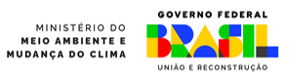 MINISTÉRIO DO
MEIO AMBIENTE E
MUDANÇA DO CLIMA
GOVERNO FEDERAL
BRASIL
UNIÃO E RECONSTRUÇÃO